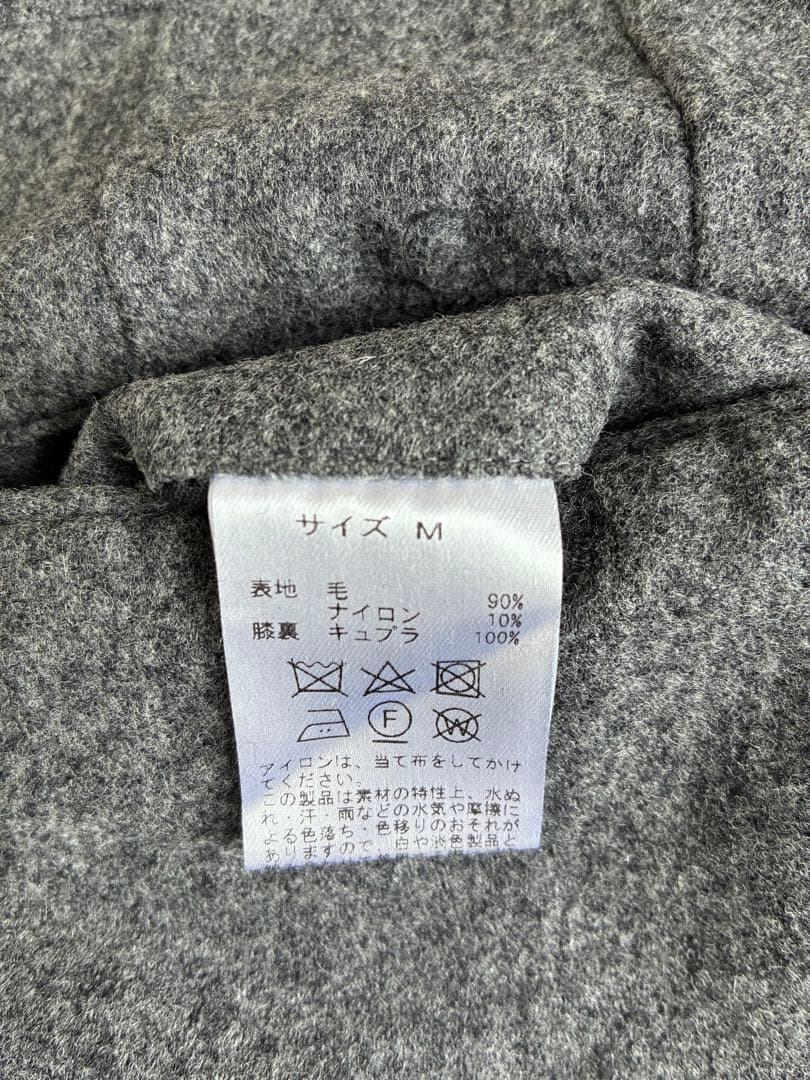 サイズ M
表地 毛 90%
ナイロン 10%
膝裏 キュプラ 100%
F
W
アイロンは、当て布をしてかけ
てください。
この製品は素材の特性上、水ぬ
れ・汗・雨などの水気や摩擦に
よる色落ち・色移りのおそれが
ありますので、白や淡色製品と